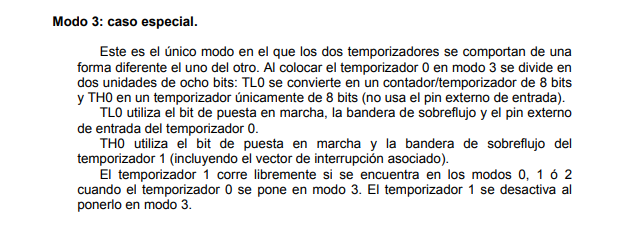 Modo 3: caso especial.
Este es el único modo en el que los dos temporizadores se comportan de una
forma diferente el uno del otro. Al colocar el temporizador 0 en modo 3 se divide en
dos unidades de ocho bits: TL0 se convierte en un contador/temporizador de 8 bits
y TH0 en un temporizador únicamente de 8 bits (no usa el pin externo de entrada).
TL0 utiliza el bit de puesta en marcha, la bandera de sobreflujo y el pin externo
de entrada del temporizador 0.
TH0 utiliza el bit de puesta en marcha y la bandera de sobreflujo del
temporizador 1 (incluyendo el vector de interrupción asociado).
El temporizador 1 corre libremente si se encuentra en los modos 0, 1 ó 2
cuando el temporizador 0 se pone en modo 3. El temporizador 1 se desactiva al
ponerlo en modo 3.